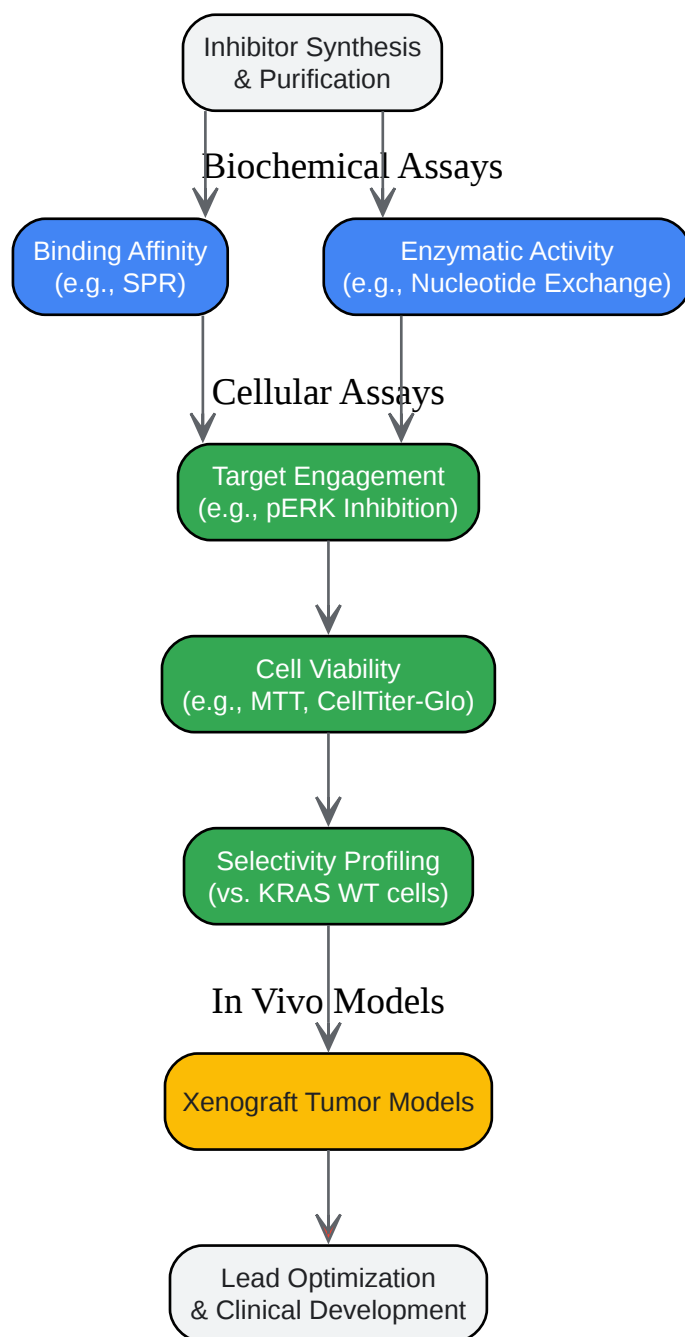 Inhibitor Synthesis
& Purification
Biochemical Assays
Binding Affinity
(e.g., SPR)
Enzymatic Activity
(e.g., Nucleotide Exchange)
Cellular Assays
Target Engagement
(e.g., pERK Inhibition)
Cell Viability
(e.g., MTT, CellTiter-Glo)
Selectivity Profiling
(vs. KRAS WT cells)
In Vivo Models
Xenograft Tumor Models
Lead Optimization
& Clinical Development